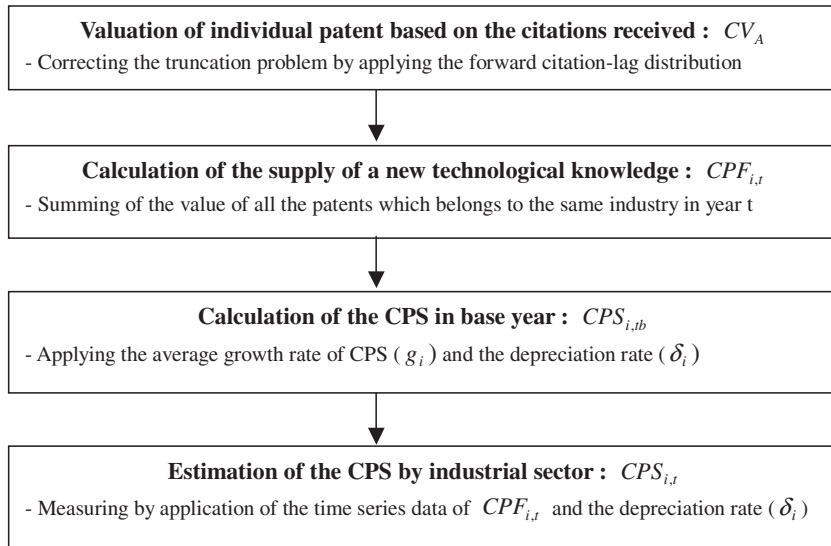 Valuation of individual patent based on the citations received : CV_A
- Correcting the truncation problem by applying the forward citation-lag distribution
Calculation of the supply of a new technological knowledge : CPF_{i,t}
- Summing of the value of all the patents which belongs to the same industry in year t
Calculation of the CPS in base year : CPS_{i,tb}
- Applying the average growth rate of CPS ( g_i ) and the depreciation rate ( δ_i )
Estimation of the CPS by industrial sector : CPS_{i,t}
- Measuring by application of the time series data of CPF_{i,t} and the depreciation rate ( δ_i )